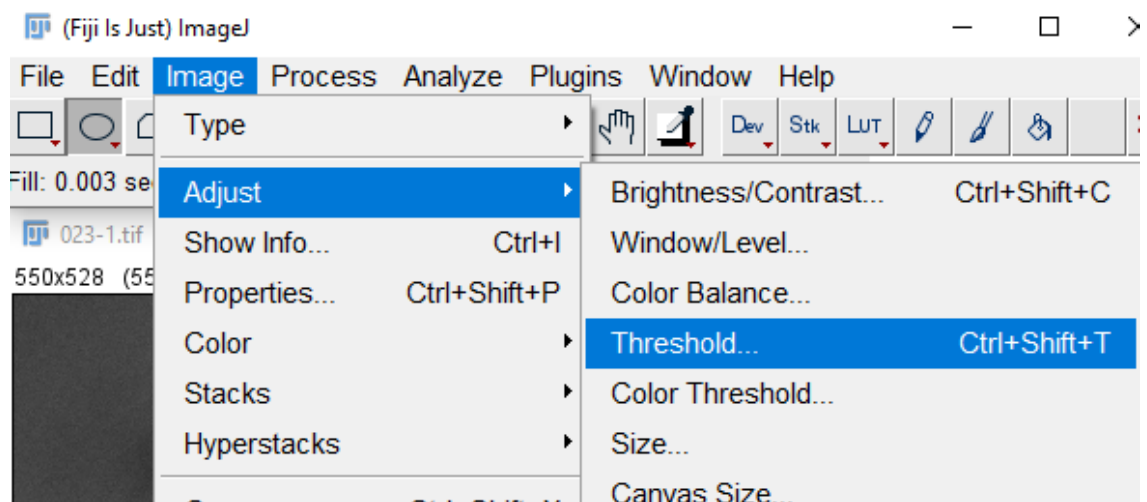 (Fiji Is Just) ImageJ
File Edit Image Process Analyze Plugins Window Help
Dev Stk LUT
Fill: 0.003 se
023-1.tif
550x528 (55
Type
Adjust
Show Info... Ctrl+I
Properties... Ctrl+Shift+P
Color
Stacks
Hyperstacks
Brightness/Contrast... Ctrl+Shift+C
Window/Level...
Color Balance...
Threshold... Ctrl+Shift+T
Color Threshold...
Size...
Canvas Size...